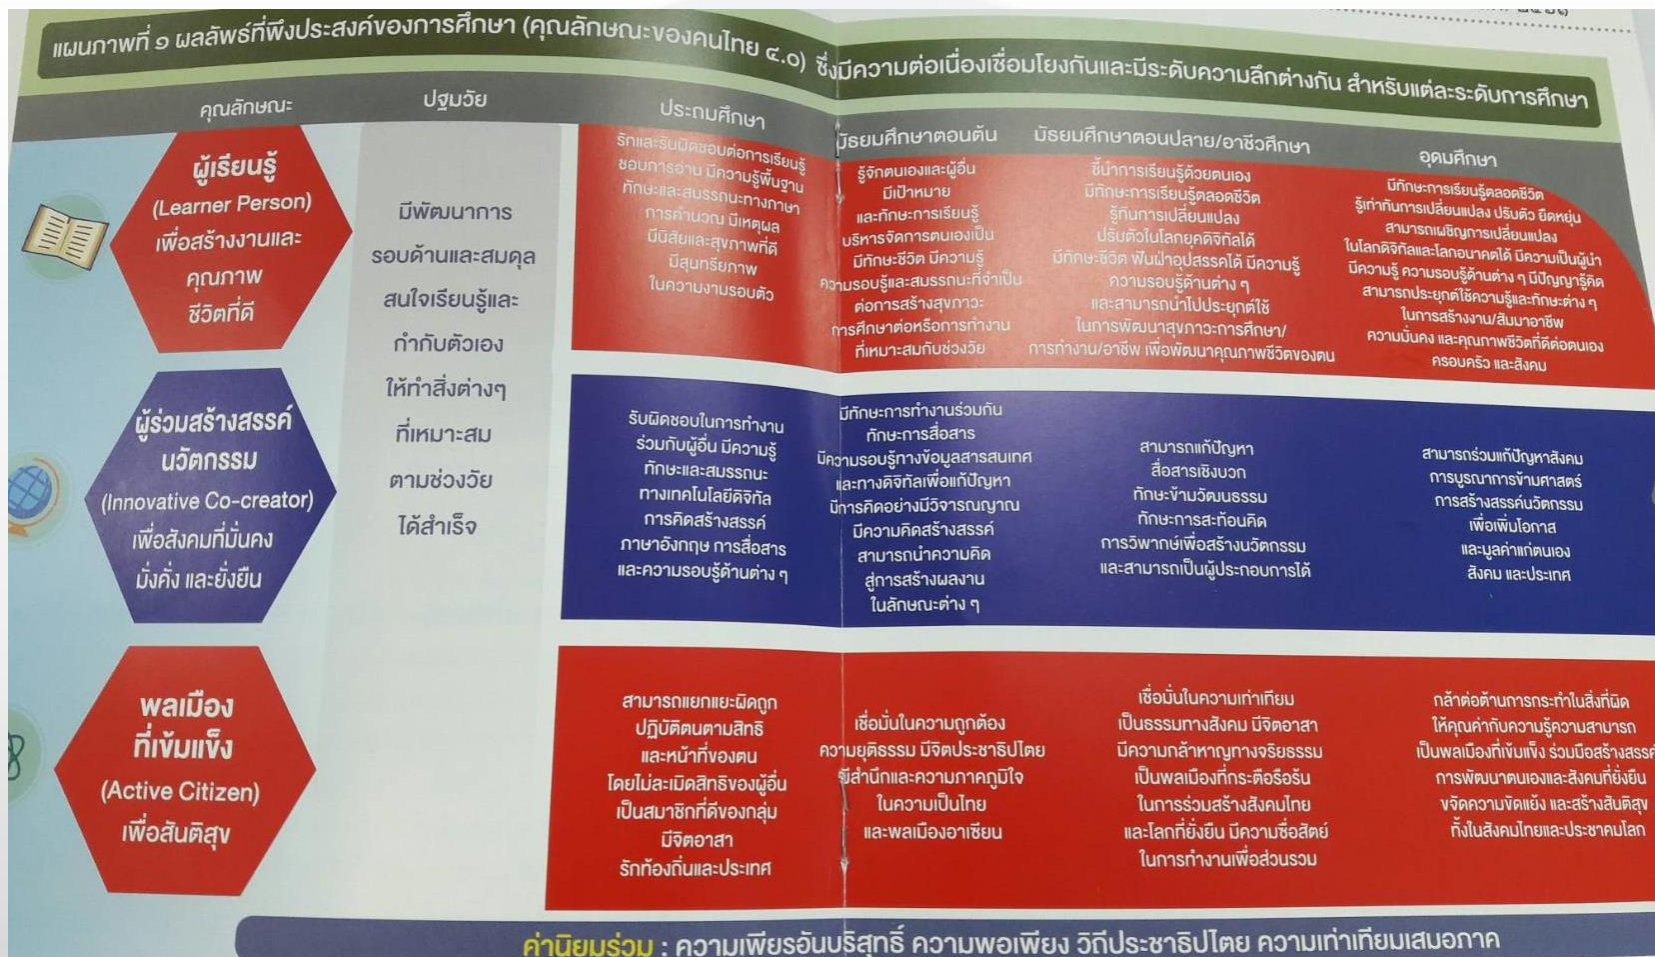 แผนภาพที่ ๑ ผลลัพธ์ที่พึงประสงค์ของการศึกษา (คุณลักษณะของคนไทย ๔.๐) ซึ่งมีความต่อเนื่องเชื่อมโยงกันและมีระดับความลึกต่างกัน สำหรับแต่ละระดับการศึกษา
คุณลักษณะ
ปฐมวัย
ประถมศึกษา
มัธยมศึกษาตอนต้น
มัธยมศึกษาตอนปลาย/อาชีวศึกษา
อุดมศึกษา
ผู้เรียนรู้
(Learner Person)
เพื่อสร้างงานและ
คุณภาพ
ชีวิตที่ดี
มีพัฒนาการ
รอบด้านและสมดุล
สนใจเรียนรู้และ
กำกับตัวเอง
ให้ทำสิ่งต่างๆ
ที่เหมาะสม
ตามช่วงวัย
ได้สำเร็จ
รักและรับผิดชอบต่อการเรียนรู้
ชอบการอ่าน มีความรู้พื้นฐาน
ทักษะและสมรรถนะทางภาษา
การคำนวณ มีเหตุผล
มีนิสัยและสุขภาพที่ดี
มีสุนทรียภาพ
ในความงามรอบตัว
รู้จักตนเองและผู้อื่น
มีเป้าหมาย
และทักษะการเรียนรู้
บริหารจัดการตนเองเป็น
มีทักษะชีวิต มีความรู้
ความรอบรู้และสมรรถนะที่จำเป็น
ต่อการสร้างสุขภาวะ
การศึกษาต่อหรือการทำงาน
ที่เหมาะสมกับช่วงวัย
ชี้นำการเรียนรู้ด้วยตนเอง
มีทักษะการเรียนรู้ตลอดชีวิต
รู้ทันการเปลี่ยนแปลง
ปรับตัวในโลกยุคดิจิทัลได้
มีทักษะชีวิต ฟันฝ่าอุปสรรคได้ มีความรู้
ความรอบรู้ด้านต่าง ๆ
และสามารถนำไปประยุกต์ใช้
ในการพัฒนาสุขภาวะการศึกษา/
การทำงาน/อาชีพ เพื่อพัฒนาคุณภาพชีวิตของตน
มีทักษะการเรียนรู้ตลอดชีวิต
รู้เท่าทันการเปลี่ยนแปลง ปรับตัว ยืดหยุ่น
สามารถเผชิญการเปลี่ยนแปลง
ในโลกดิจิทัลและโลกอนาคตได้ มีความเป็นผู้นำ
มีความรู้ ความรอบรู้ด้านต่าง ๆ มีปัญญารู้คิด
สามารถประยุกต์ใช้ความรู้และทักษะต่าง ๆ
ในการสร้างงาน/สัมมาอาชีพ
ความมั่นคง และคุณภาพชีวิตที่ดีต่อตนเอง
ครอบครัว และสังคม
ผู้ร่วมสร้างสรรค์
นวัตกรรม
(Innovative Co-creator)
เพื่อสังคมที่มั่นคง
มั่งคั่ง และยั่งยืน
รับผิดชอบในการทำงาน
ร่วมกับผู้อื่น มีความรู้
ทักษะและสมรรถนะ
ทางเทคโนโลยีดิจิทัล
การคิดสร้างสรรค์
ภาษาอังกฤษ การสื่อสาร
และความรอบรู้ด้านต่าง ๆ
มีทักษะการทำงานร่วมกัน
ทักษะการสื่อสาร
มีความรอบรู้ทางข้อมูลสารสนเทศ
และทางดิจิทัลเพื่อแก้ปัญหา
มีการคิดอย่างมีวิจารณญาณ
มีความคิดสร้างสรรค์
สามารถนำความคิด
สู่การสร้างผลงาน
ในลักษณะต่าง ๆ
สามารถแก้ปัญหา
สื่อสารเชิงบวก
ทักษะข้ามวัฒนธรรม
ทักษะการสะท้อนคิด
การวิพากษ์เพื่อสร้างนวัตกรรม
และสามารถเป็นผู้ประกอบการได้
สามารถร่วมแก้ปัญหาสังคม
การบูรณาการข้ามศาสตร์
การสร้างสรรค์นวัตกรรม
เพื่อเพิ่มโอกาส
และมูลค่าแก่ตนเอง
สังคม และประเทศ
พลเมือง
ที่เข้มแข็ง
(Active Citizen)
เพื่อสันติสุข
สามารถแยกแยะผิดถูก
ปฏิบัติตนตามสิทธิ
และหน้าที่ของตน
โดยไม่ละเมิดสิทธิของผู้อื่น
เป็นสมาชิกที่ดีของกลุ่ม
มีจิตอาสา
รักท้องถิ่นและประเทศ
เชื่อมั่นในความถูกต้อง
ความยุติธรรม มีจิตประชาธิปไตย
มีสำนึกและความภาคภูมิใจ
ในความเป็นไทย
และพลเมืองอาเซียน
เชื่อมั่นในความเท่าเทียม
เป็นธรรมทางสังคม มีจิตอาสา
มีความกล้าหาญทางจริยธรรม
เป็นพลเมืองที่กระตือรือร้น
ในการร่วมสร้างสังคมไทย
และโลกที่ยั่งยืน มีความซื่อสัตย์
ในการทำงานเพื่อส่วนรวม
กล้าต่อต้านการกระทำในสิ่งที่ผิด
ให้คุณค่ากับความรู้ความสามารถ
เป็นพลเมืองที่เข้มแข็ง ร่วมมือสร้างสรรค์
การพัฒนาตนเองและสังคมที่ยั่งยืน
ขจัดความขัดแย้ง และสร้างสันติสุข
ทั้งในสังคมไทยและประชาคมโลก
ค่านิยมร่วม : ความเพียรอันบริสุทธิ์ ความพอเพียง วิถีประชาธิปไตย ความเท่าเทียมเสมอภาค